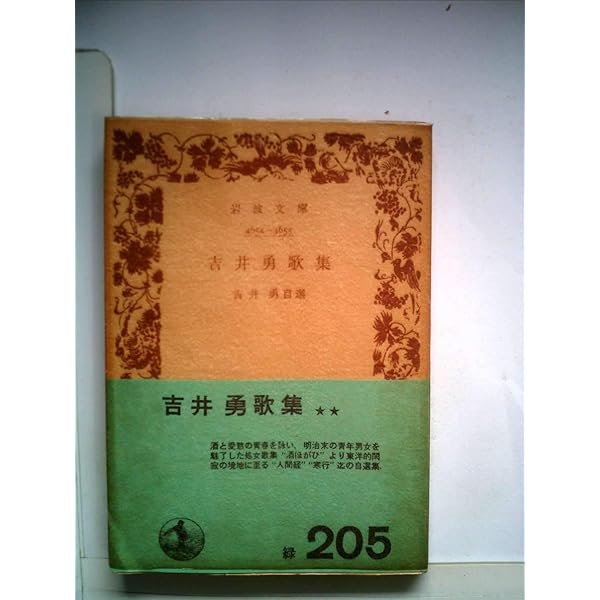 岩波文庫
4654-4655
吉井勇歌集
吉井勇自選
吉井 勇歌集 ★★
酒と愛慾の青春を詠い、明治末の青年男女を
魅了した処女歌集“酒ほがひ”より東洋的閑
寂の境地に至る“人間経”“寒行”迄の自選集。
緑 205